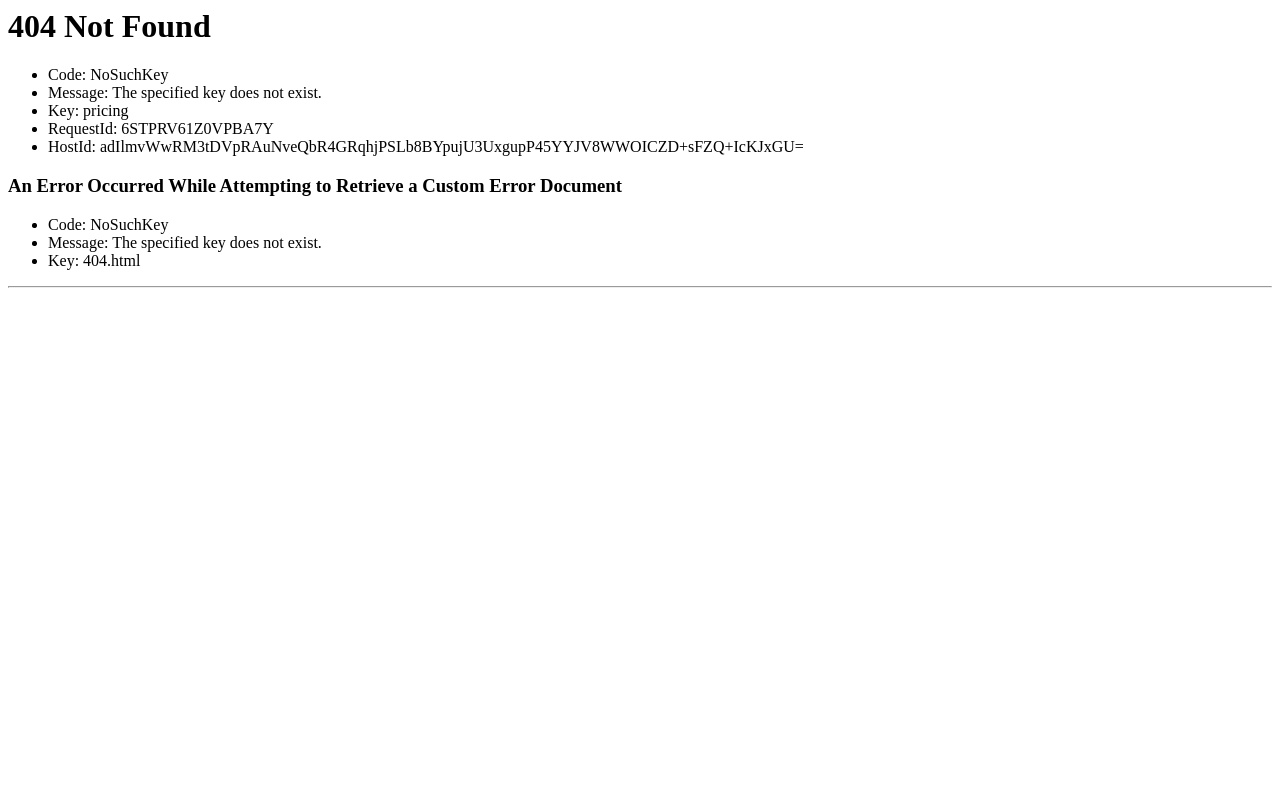 404 Not Found
Code: NoSuchKey
Message: The specified key does not exist.
Key: pricing
RequestId: 6STPRV61Z0VPBA7Y
HostId: adIlmvWwRM3tDVpRAuNveQbR4GRqhjPSLb8BYpujU3UxgupP45YYJV8WWOICZD+sFZQ+IcKJxGU=
An Error Occurred While Attempting to Retrieve a Custom Error Document
Code: NoSuchKey
Message: The specified key does not exist.
Key: 404.html